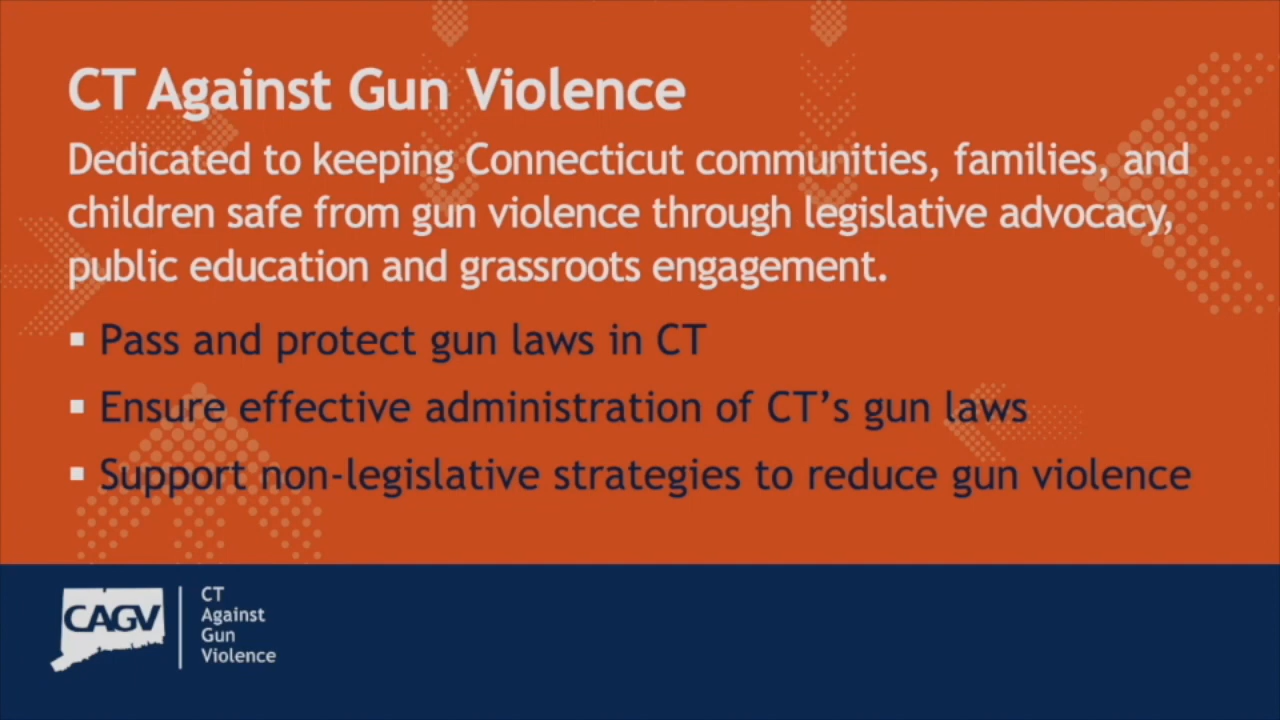 CT Against Gun Violence
Dedicated to keeping Connecticut communities, families, and
children safe from gun violence through legislative advocacy,
public education and grassroots engagement.
▪ Pass and protect gun laws in CT
▪ Ensure effective administration of CT’s gun laws
▪ Support non-legislative strategies to reduce gun violence
CAGV
CT
Against
Gun
Violence